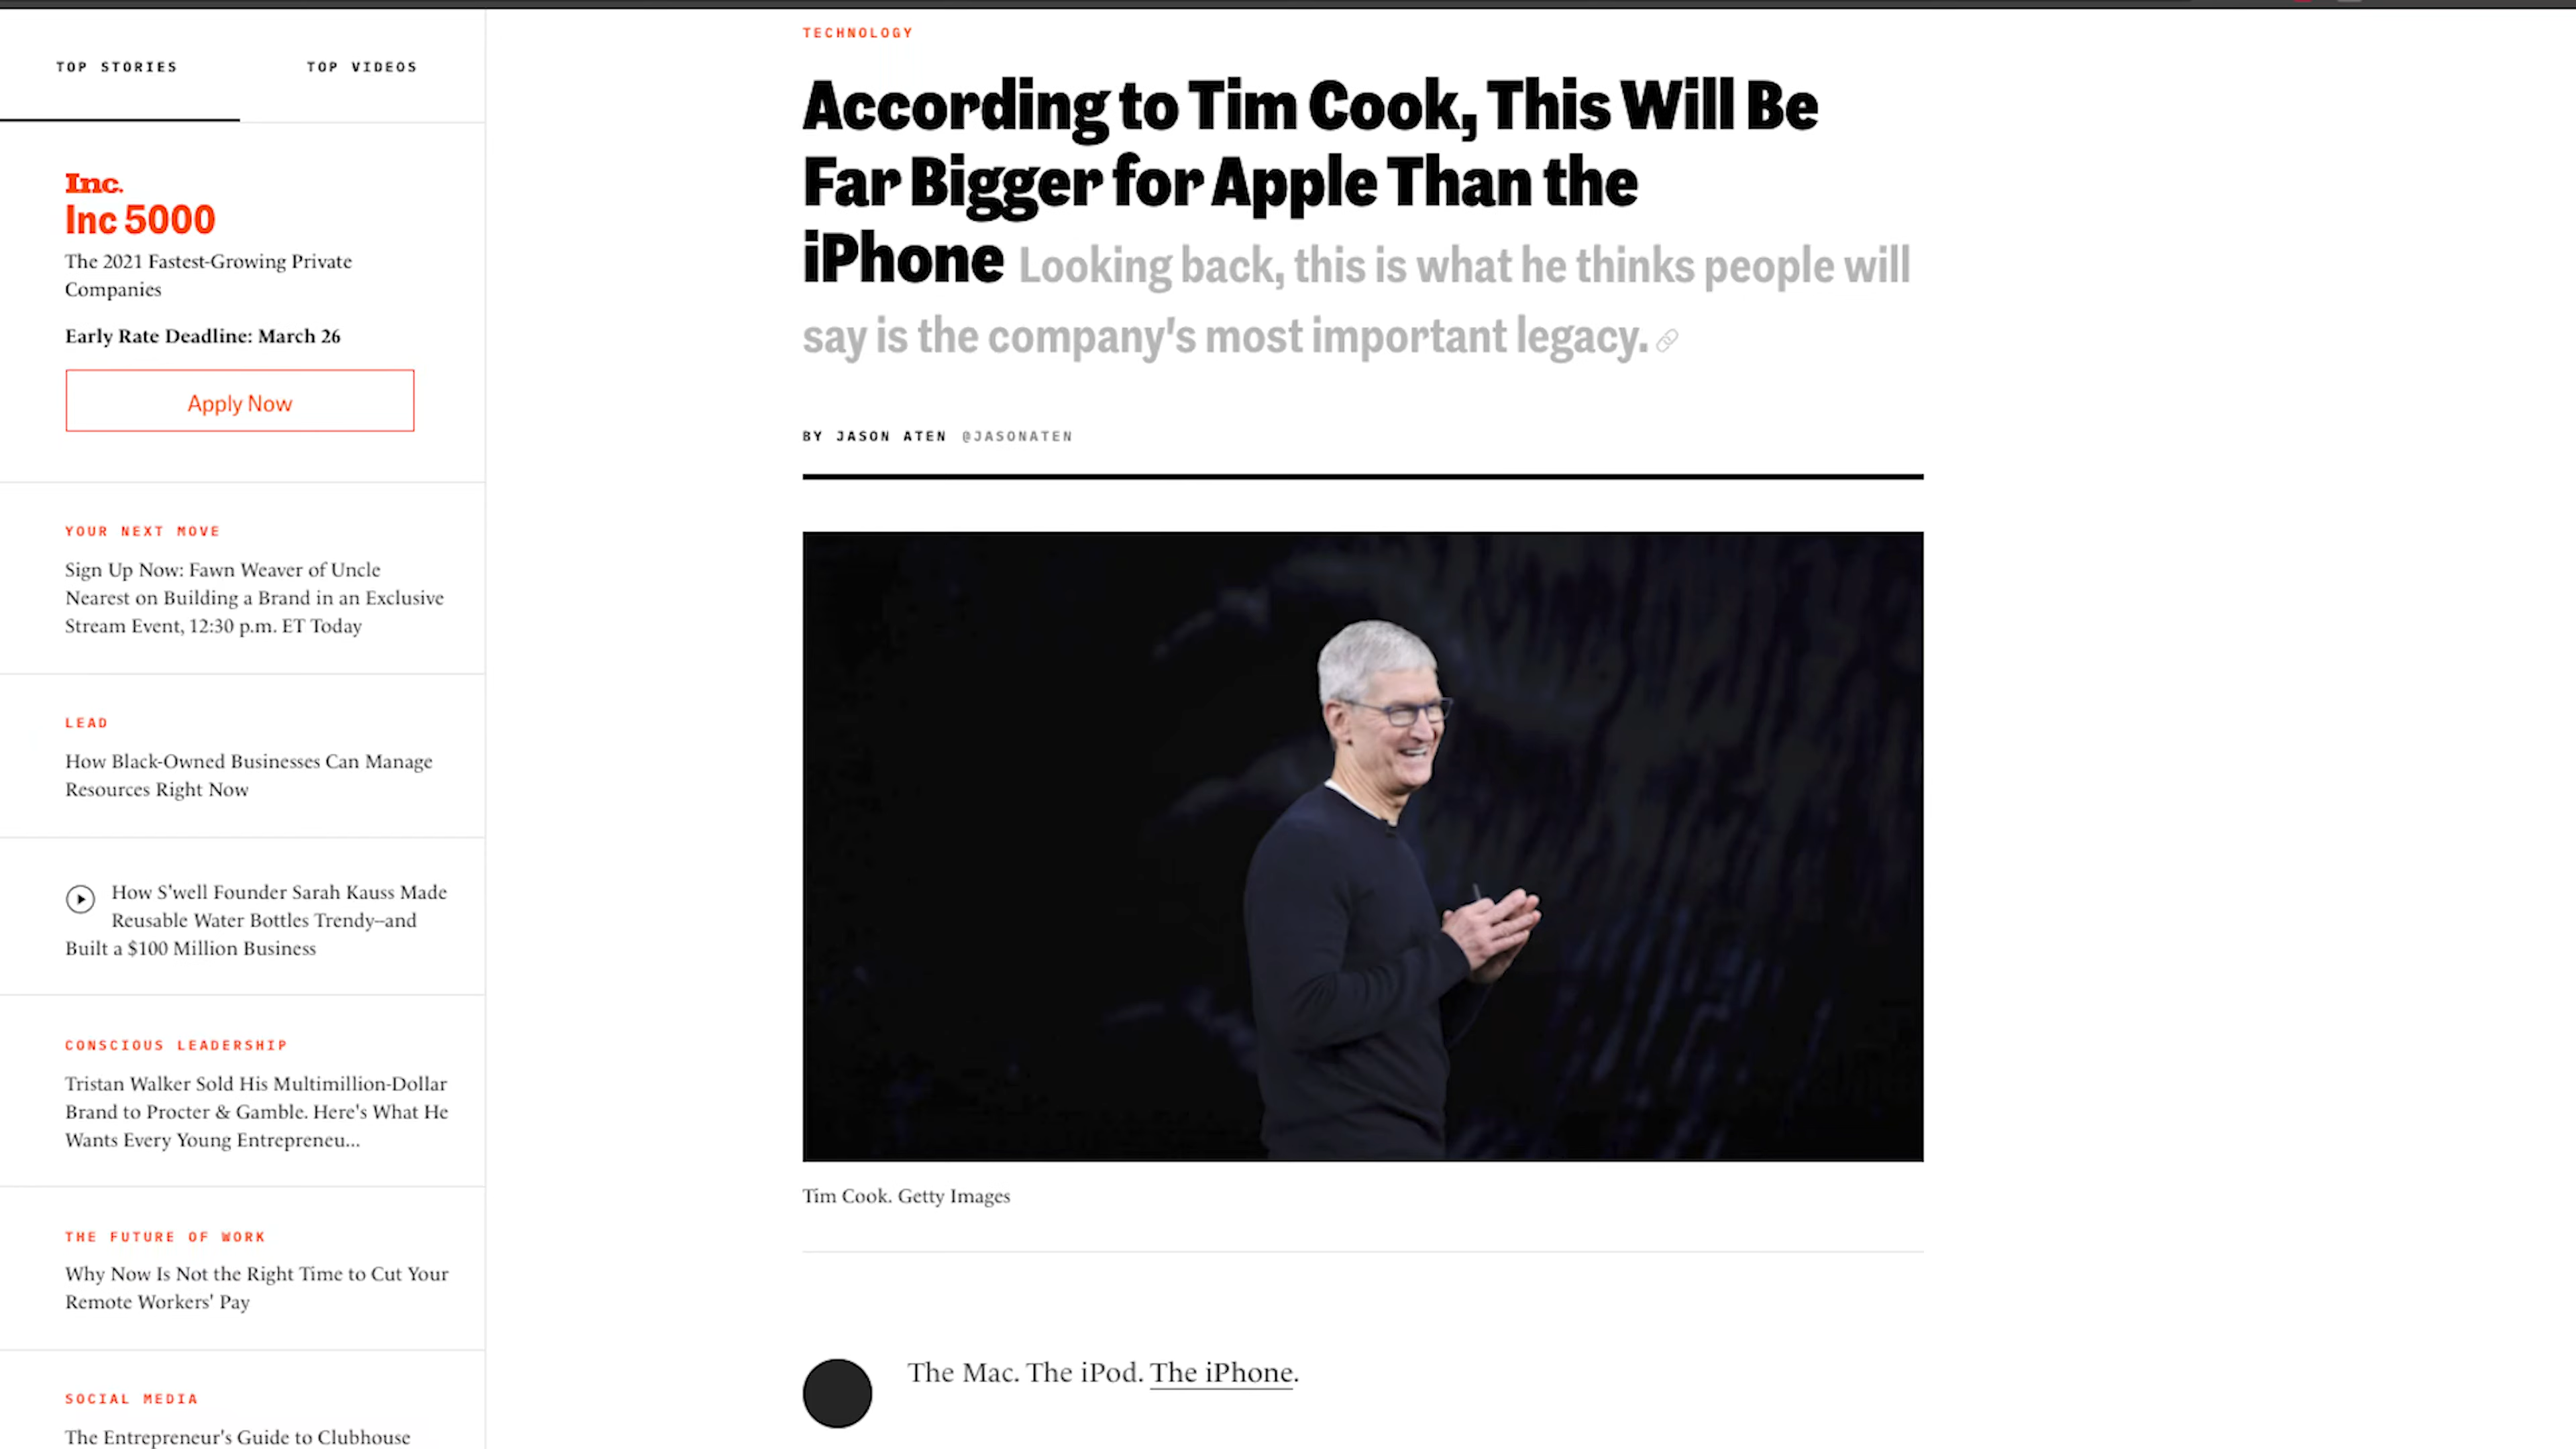 TOP STORIES
TOP VIDEOS
Inc.
Inc 5000
The 2021 Fastest-Growing Private
Companies
Early Rate Deadline: March 26
Apply Now
YOUR NEXT MOVE
Sign Up Now: Fawn Weaver of Uncle
Nearest on Building a Brand in an Exclusive
Stream Event, 12:30 p.m. ET Today
LEAD
How Black-Owned Businesses Can Manage
Resources Right Now
How S'well Founder Sarah Kauss Made
Reusable Water Bottles Trendy–and
Built a $100 Million Business
CONSCIOUS LEADERSHIP
Tristan Walker Sold His Multimillion-Dollar
Brand to Procter & Gamble. Here's What He
Wants Every Young Entrepreneu...
THE FUTURE OF WORK
Why Now Is Not the Right Time to Cut Your
Remote Workers' Pay
SOCIAL MEDIA
The Entrepreneur's Guide to Clubhouse
TECHNOLOGY
According to Tim Cook, This Will Be
Far Bigger for Apple Than the
iPhone Looking back, this is what he thinks people will
say is the company's most important legacy.
BY JASON ATEN @JASONATEN
Tim Cook. Getty Images
The Mac. The iPod. The iPhone.